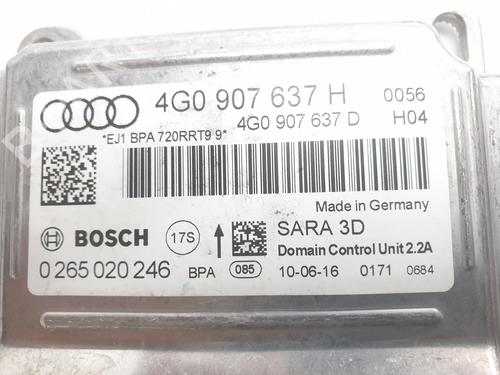 4G0 907 637 H 0056
4G0 907 637 D H04
*EJ1 BPA 720RRT9 9*
Made in Germany
BOSCH 17S SARA 3D
Domain Control Unit 2.2A
0 265 020 246 BPA 085 10-06-16 0171 0684